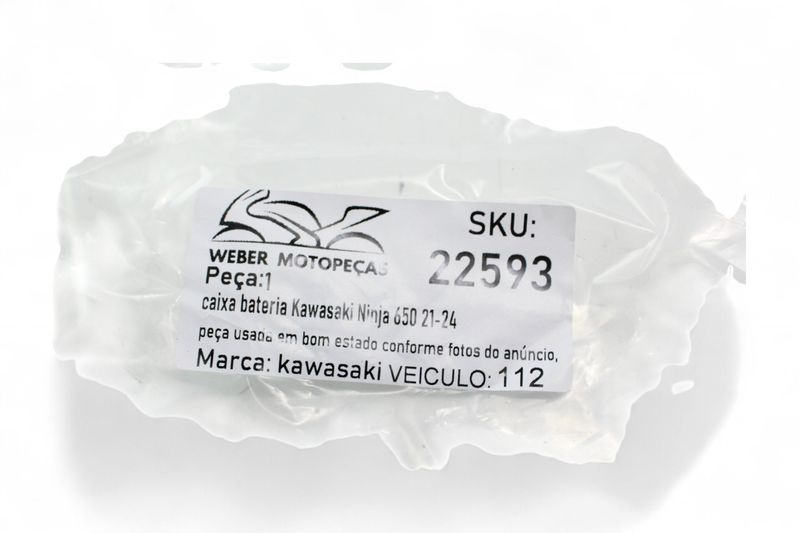 SKU:
22593
WEBER MOTOPEÇAS
Peça:1
caixa bateria Kawasaki Ninja 650 21-24
peça usada em bom estado conforme fotos do anúncio,
Marca: kawasaki VEICULO: 112